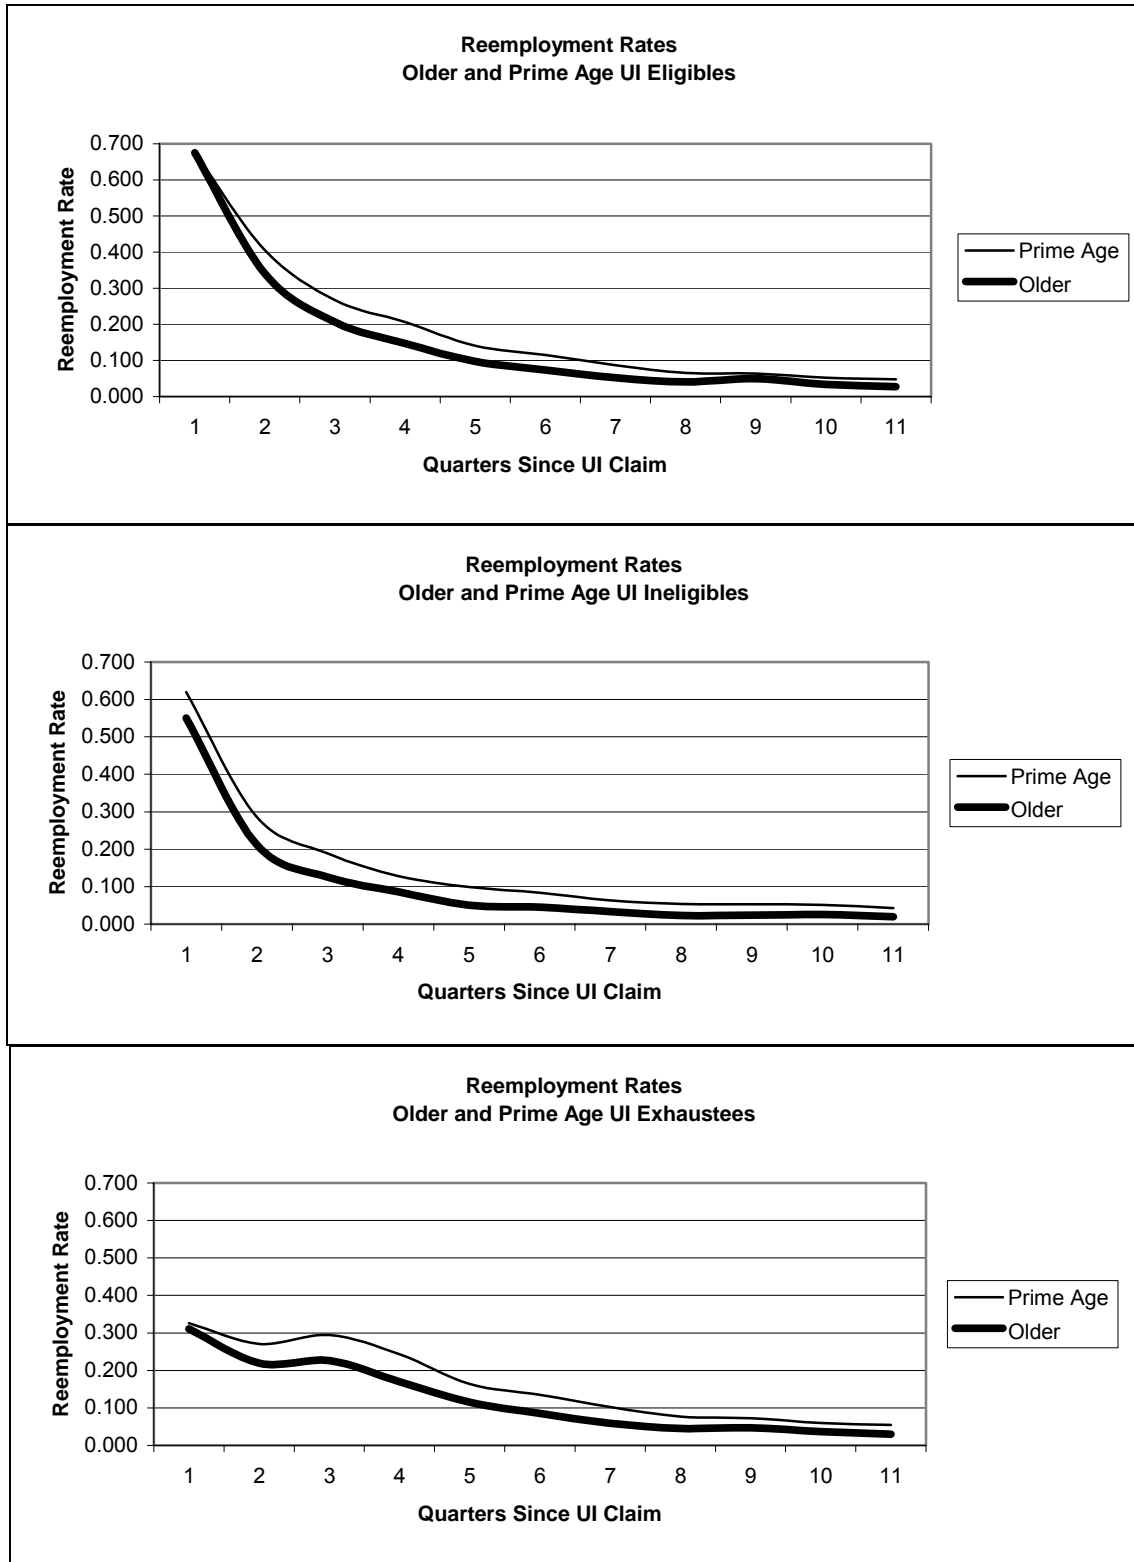 Reemployment Rates
Older and Prime Age UI Eligibles
0.700
0.600
0.500
0.400
0.300
0.200
0.100
0.000
Reemployment Rate
1 2 3 4 5 6 7 8 9 10 11
Quarters Since UI Claim
Prime Age
Older
Reemployment Rates
Older and Prime Age UI Ineligibles
0.700
0.600
0.500
0.400
0.300
0.200
0.100
0.000
Reemployment Rate
1 2 3 4 5 6 7 8 9 10 11
Quarters Since UI Claim
Prime Age
Older
Reemployment Rates
Older and Prime Age UI Exhaustees
0.700
0.600
0.500
0.400
0.300
0.200
0.100
0.000
Reemployment Rate
1 2 3 4 5 6 7 8 9 10 11
Quarters Since UI Claim
Prime Age
Older